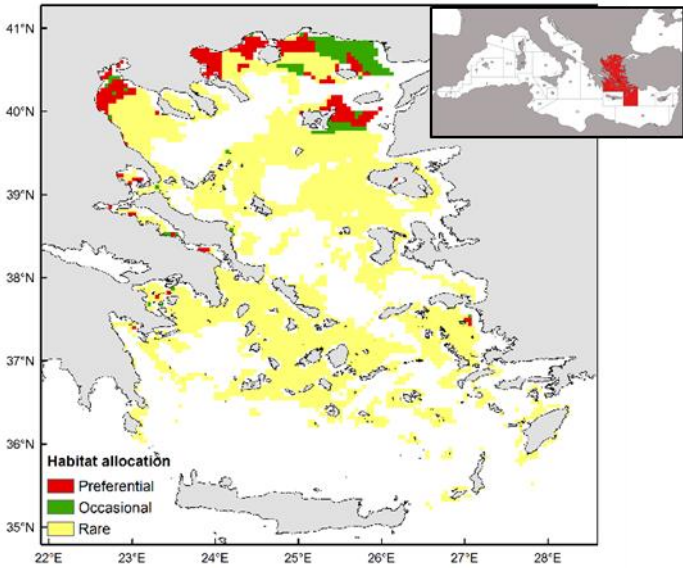 41°N
40°N
39°N
38°N
37°N
36°N
35°N
Habitat allocation
Preferential
Occasional
Rare
22°E 23°E 24°E 25°E 26°E 27°E 28°E